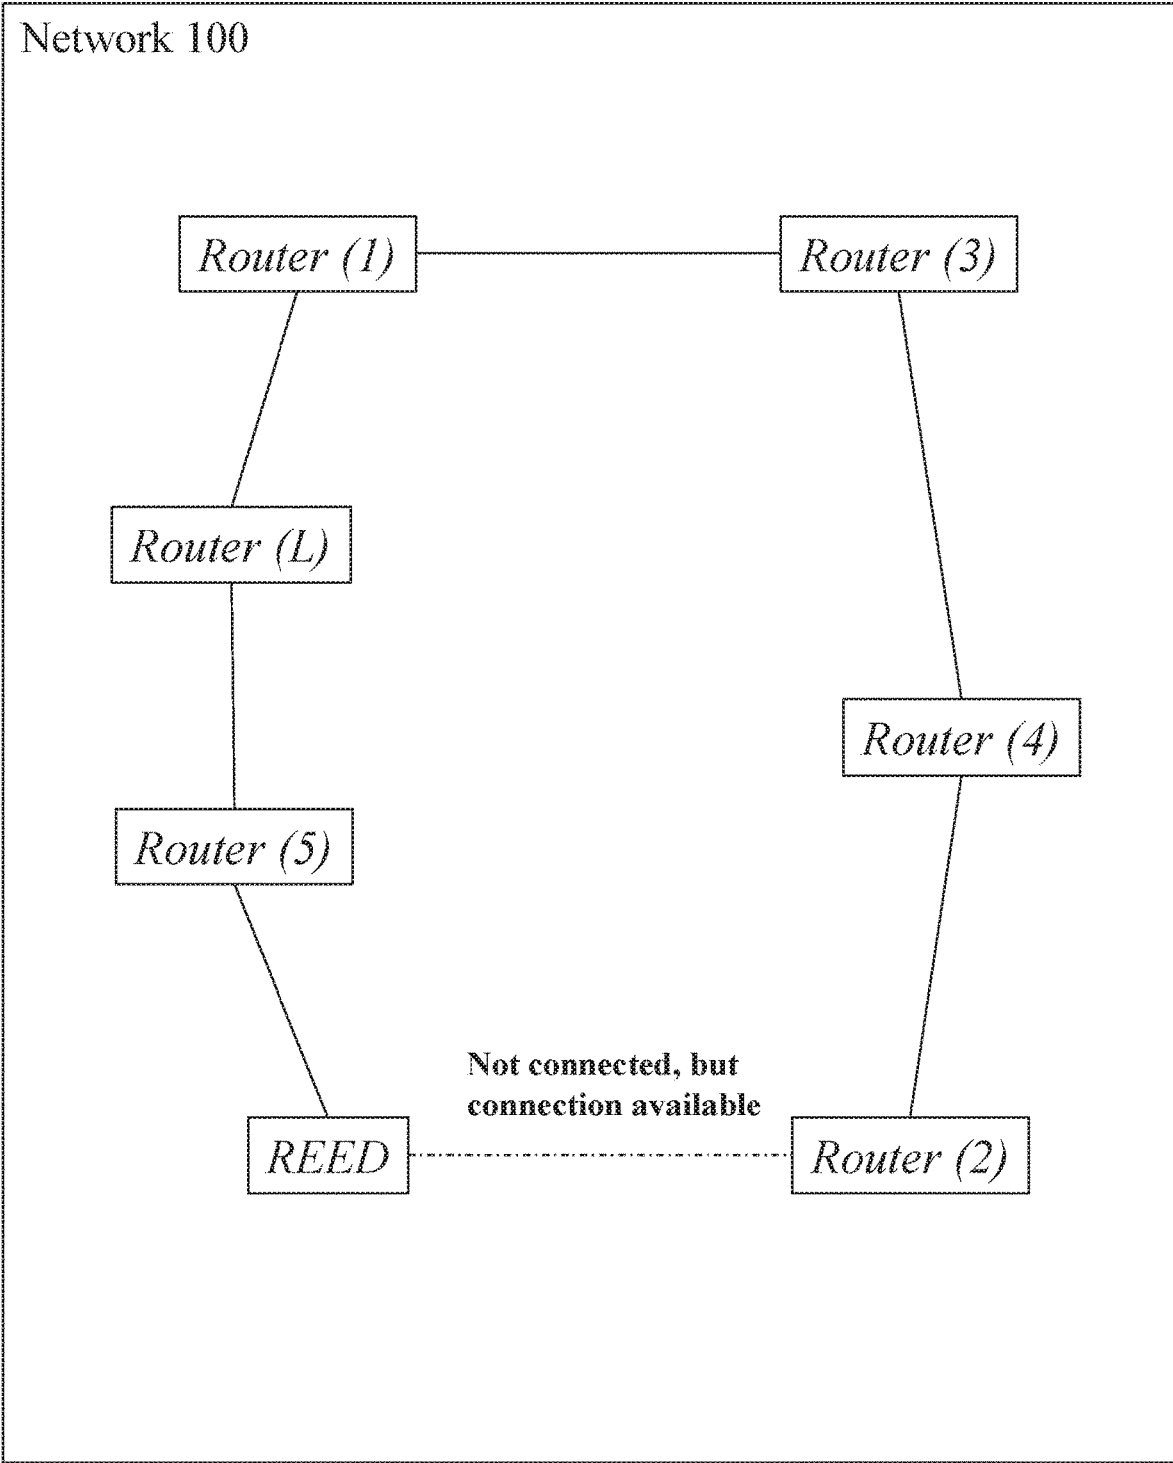 Network 100
Router (1)
Router (3)
Router (L)
Router (4)
Router (5)
Not connected, but
connection available
REED
Router (2)